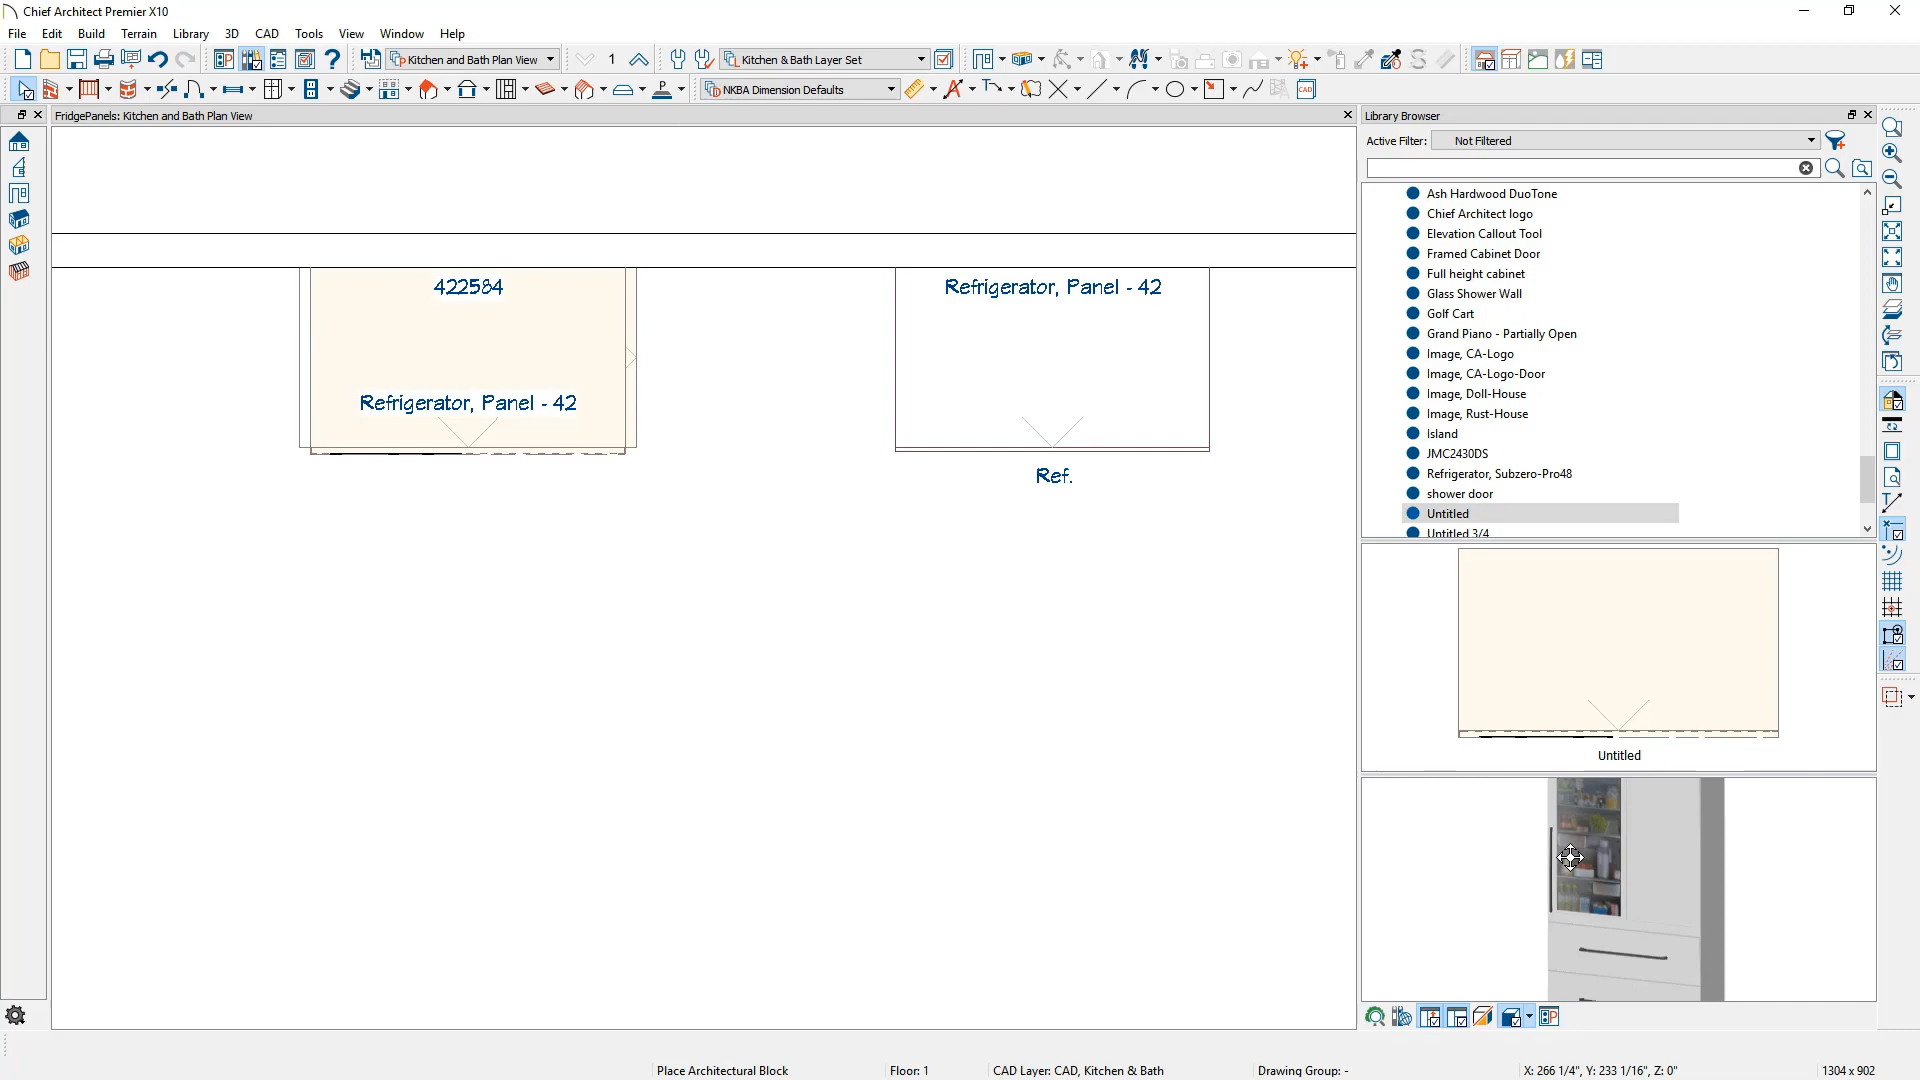 Chief Architect Premier X10
File Edit Build Terrain Library 3D CAD Tools View Window Help
Kitchen and Bath Plan View 1 Kitchen & Bath Layer Set
NKBA Dimension Defaults CAD
FridgePanels: Kitchen and Bath Plan View
Library Browser
Active Filter: Not Filtered
Ash Hardwood DuoTone
Chief Architect logo
Elevation Callout Tool
Framed Cabinet Door
Full height cabinet
Glass Shower Wall
Golf Cart
Grand Piano - Partially Open
Image, CA-Logo
Image, CA-Logo-Door
Image, Doll-House
Image, Rust-House
Island
JMC2430DS
Refrigerator, Subzero-Pro48
shower door
Untitled
Untitled 3/4
422584
Refrigerator, Panel - 42
Refrigerator, Panel - 42
Ref.
Untitled
Place Architectural Block Floor: 1 CAD Layer: CAD, Kitchen & Bath Drawing Group: - X: 266 1/4", Y: 233 1/16", Z: 0" 1304 x 902